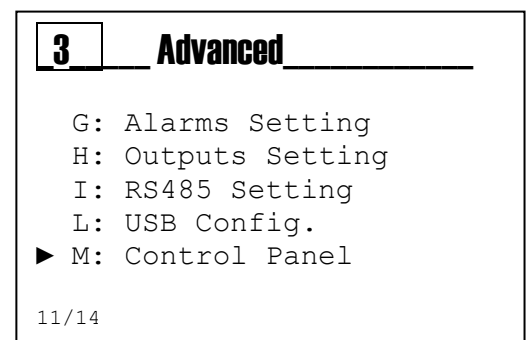 3 Advanced
G: Alarms Setting
H: Outputs Setting
I: RS485 Setting
L: USB Config.
► M: Control Panel
11/14